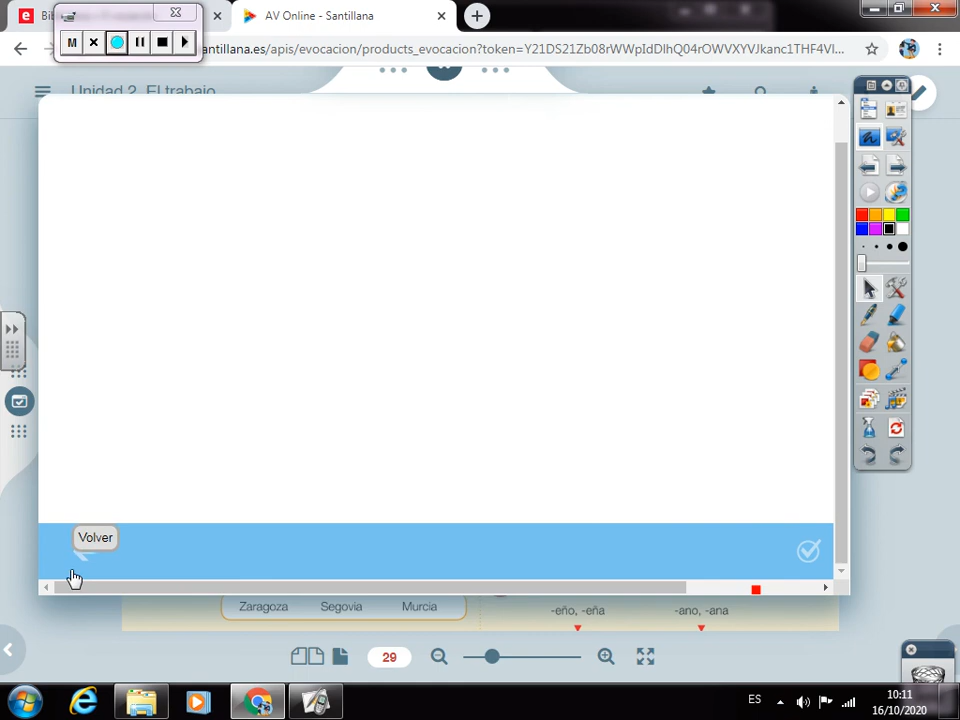 AV Online - Santillana
M
santillana.es/apis/evocacion/products_evocacion?token=Y21DS21Zb08rWWpIdDlhQ04rOWVXYVJkanc1THF4Vl...
Unidad 2. El trabajo
Volver
Zaragoza Segovia Murcia
-eño, -eña -ano, -ana
29
ES
10:11
16/10/2020